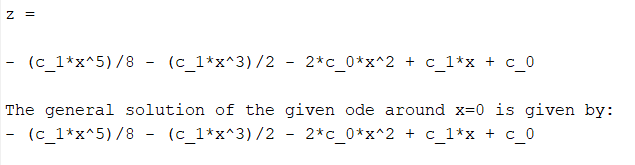 z =
- (c_1*x^5)/8 - (c_1*x^3)/2 - 2*c_0*x^2 + c_1*x + c_0
The general solution of the given ode around x=0 is given by:
- (c_1*x^5)/8 - (c_1*x^3)/2 - 2*c_0*x^2 + c_1*x + c_0